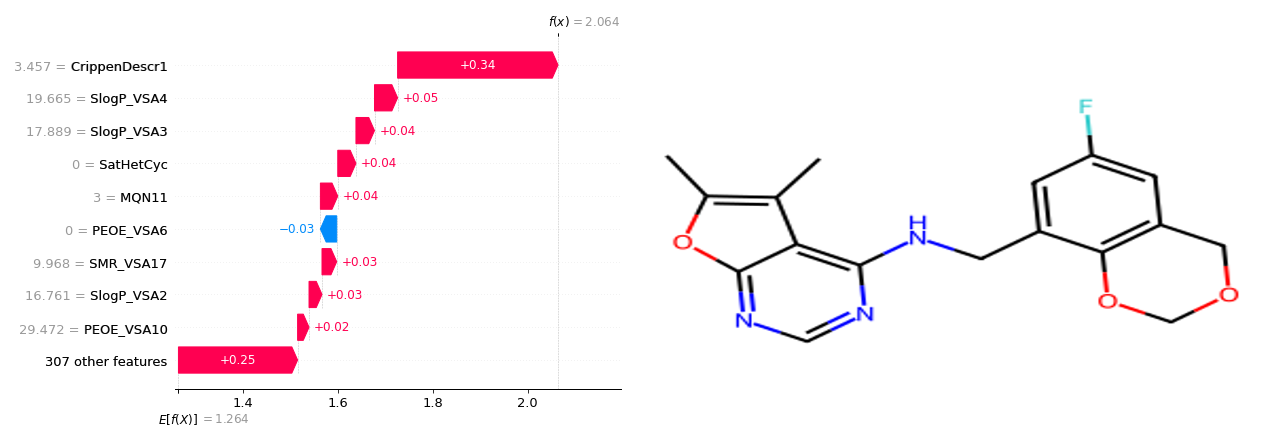 f(x) = 2.064
3.457 = CrippenDescr1
+0.34
19.665 = SlogP_VSA4
+0.05
17.889 = SlogP_VSA3
+0.04
0 = SatHetCyc
+0.04
3 = MQN11
+0.04
0 = PEOE_VSA6
−0.03
9.968 = SMR_VSA17
+0.03
16.761 = SlogP_VSA2
+0.03
29.472 = PEOE_VSA10
+0.02
307 other features
+0.25
1.4 1.6 1.8 2.0
E[f(X)] = 1.264
F
H
N
O
N
N
O
O